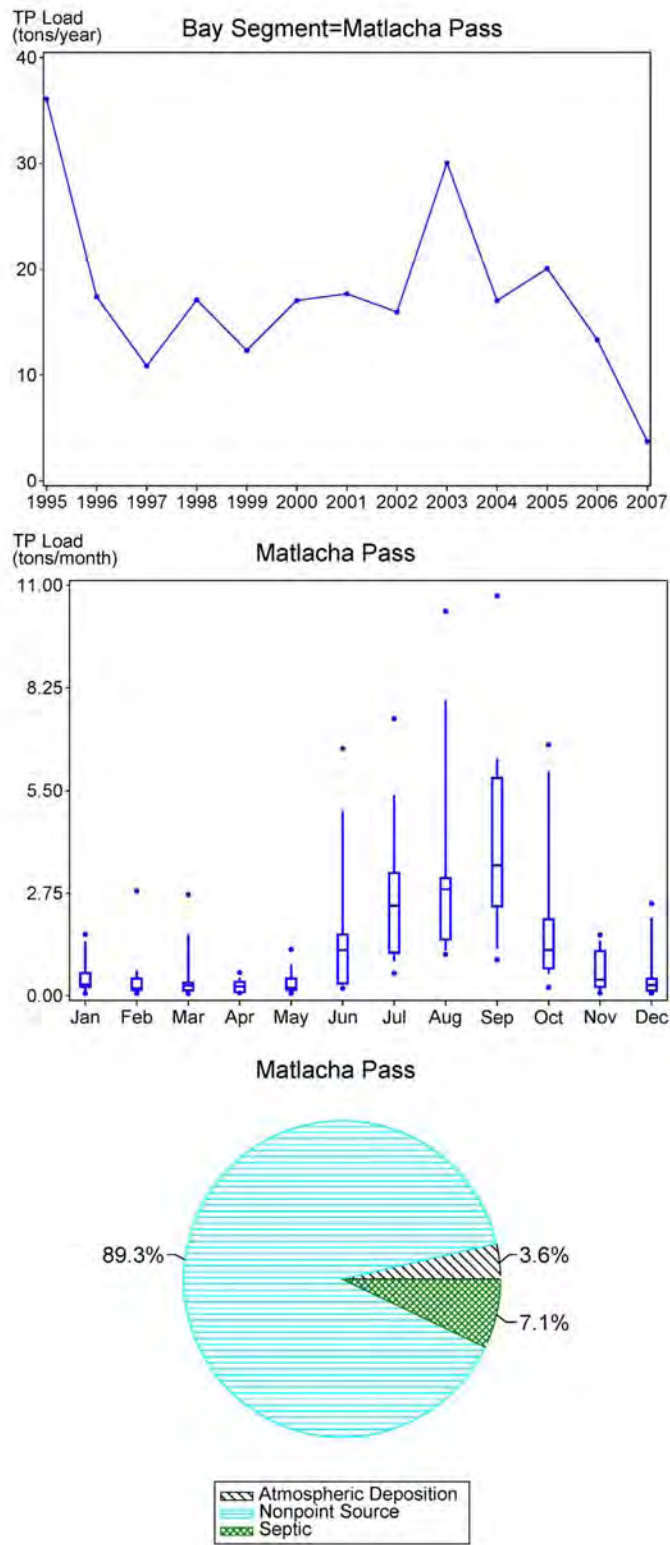 TP Load
(tons/year)
Bay Segment=Matlacha Pass
40
30
20
10
0
1995 1996 1997 1998 1999 2000 2001 2002 2003 2004 2005 2006 2007
TP Load
(tons/month)
Matlacha Pass
11.00
8.25
5.50
2.75
0.00
Jan Feb Mar Apr May Jun Jul Aug Sep Oct Nov Dec
Matlacha Pass
89.3%
3.6%
7.1%
Atmospheric Deposition
Nonpoint Source
Septic